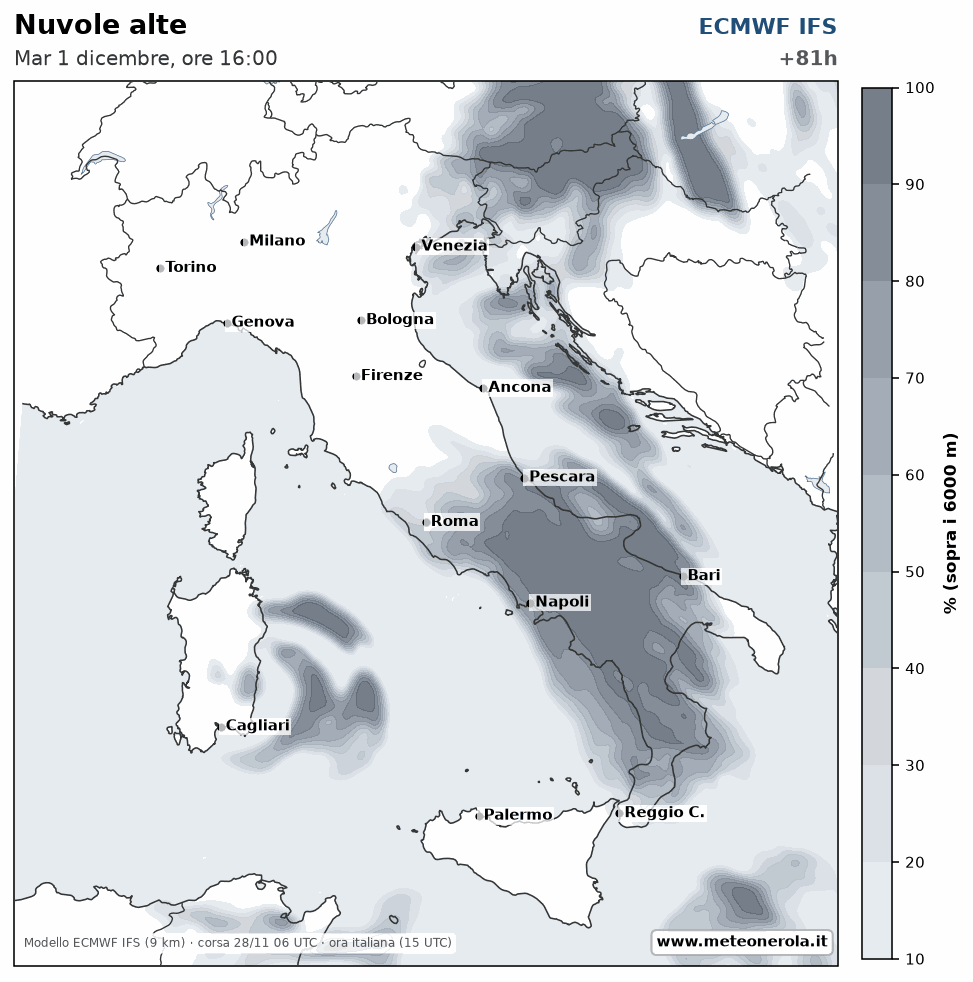 Nuvole alte
ECMWF IFS
Mar 1 dicembre, ore 16:00
+81h
100
90
80
70
60
50
40
30
20
10
% (sopra i 6000 m)
Milano
Venezia
Torino
Genova
Bologna
Firenze
Ancona
Pescara
Roma
Bari
Napoli
Cagliari
Palermo
Reggio C.
Modello ECMWF IFS (9 km) · corsa 28/11 06 UTC · ora italiana (15 UTC)
www.meteonerola.it